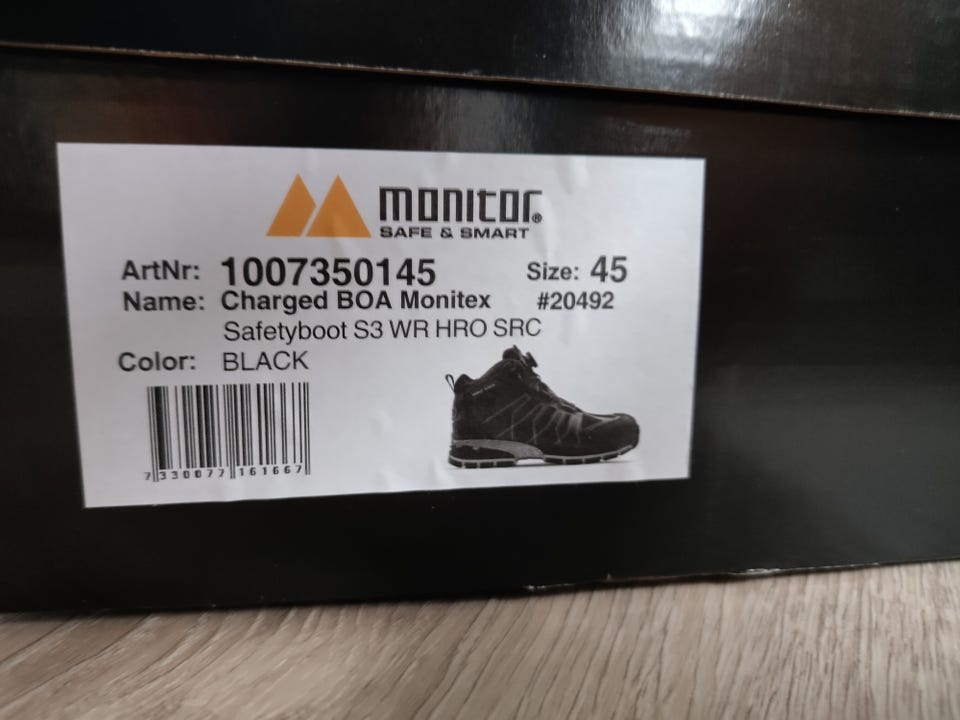 monitor®
SAFE & SMART
ArtNr: 1007350145 Size: 45
Name: Charged BOA Monitex #20492
Safetyboot S3 WR HRO SRC
Color: BLACK
7 330077 161667